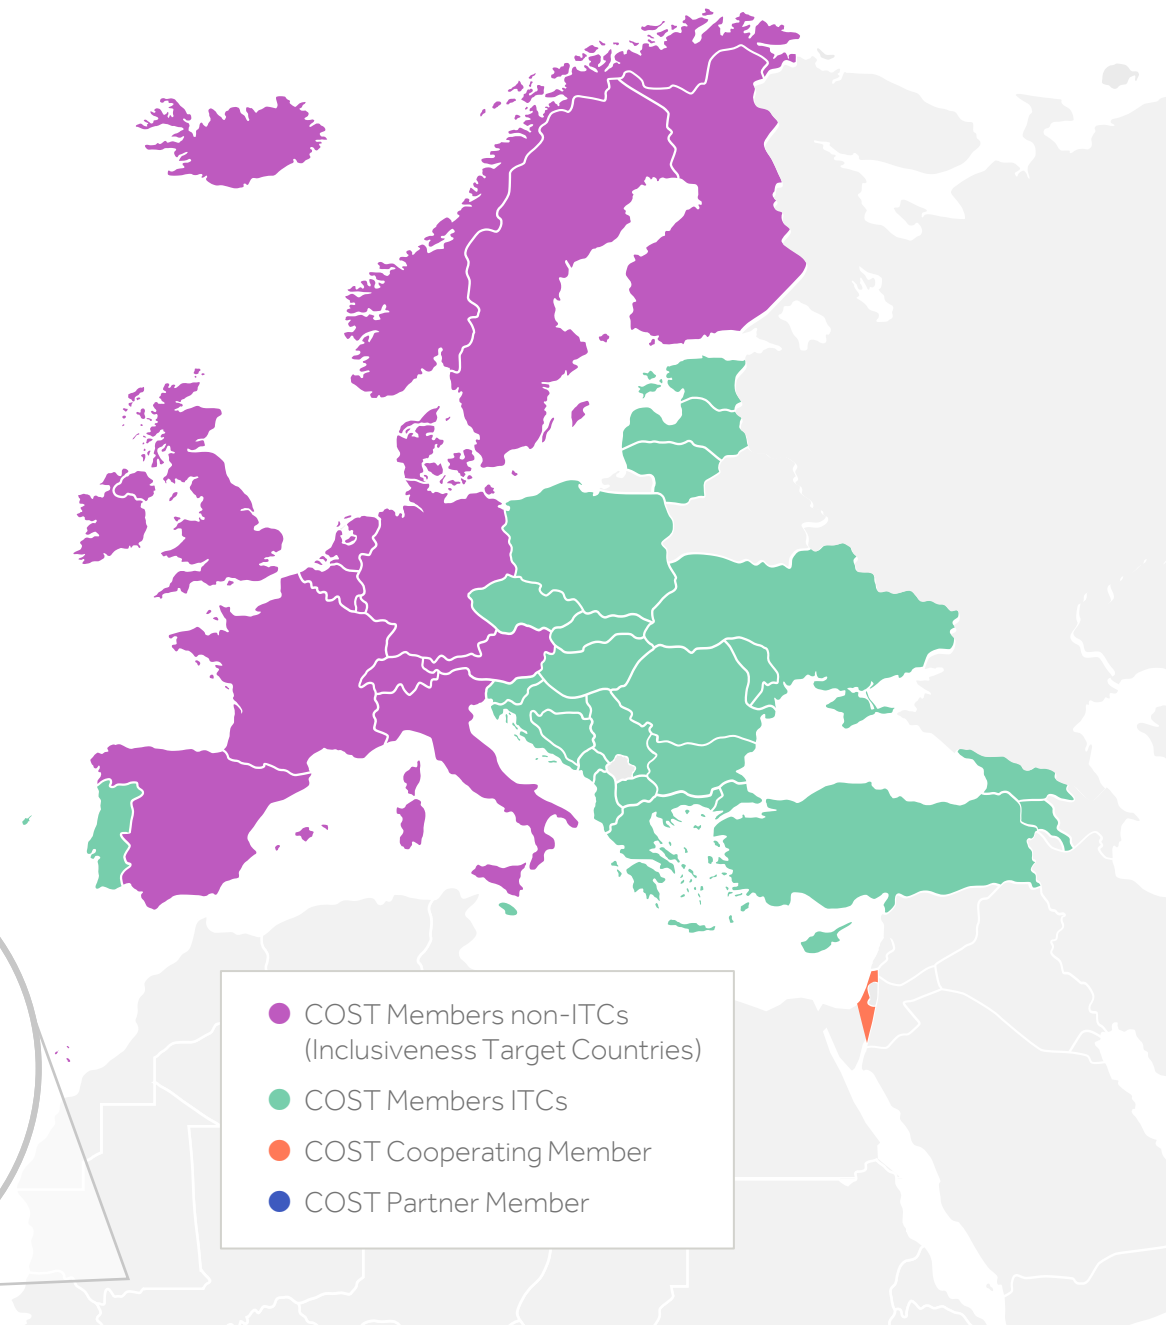 COST Members non-ITCs
(Inclusiveness Target Countries)
COST Members ITCs
COST Cooperating Member
COST Partner Member